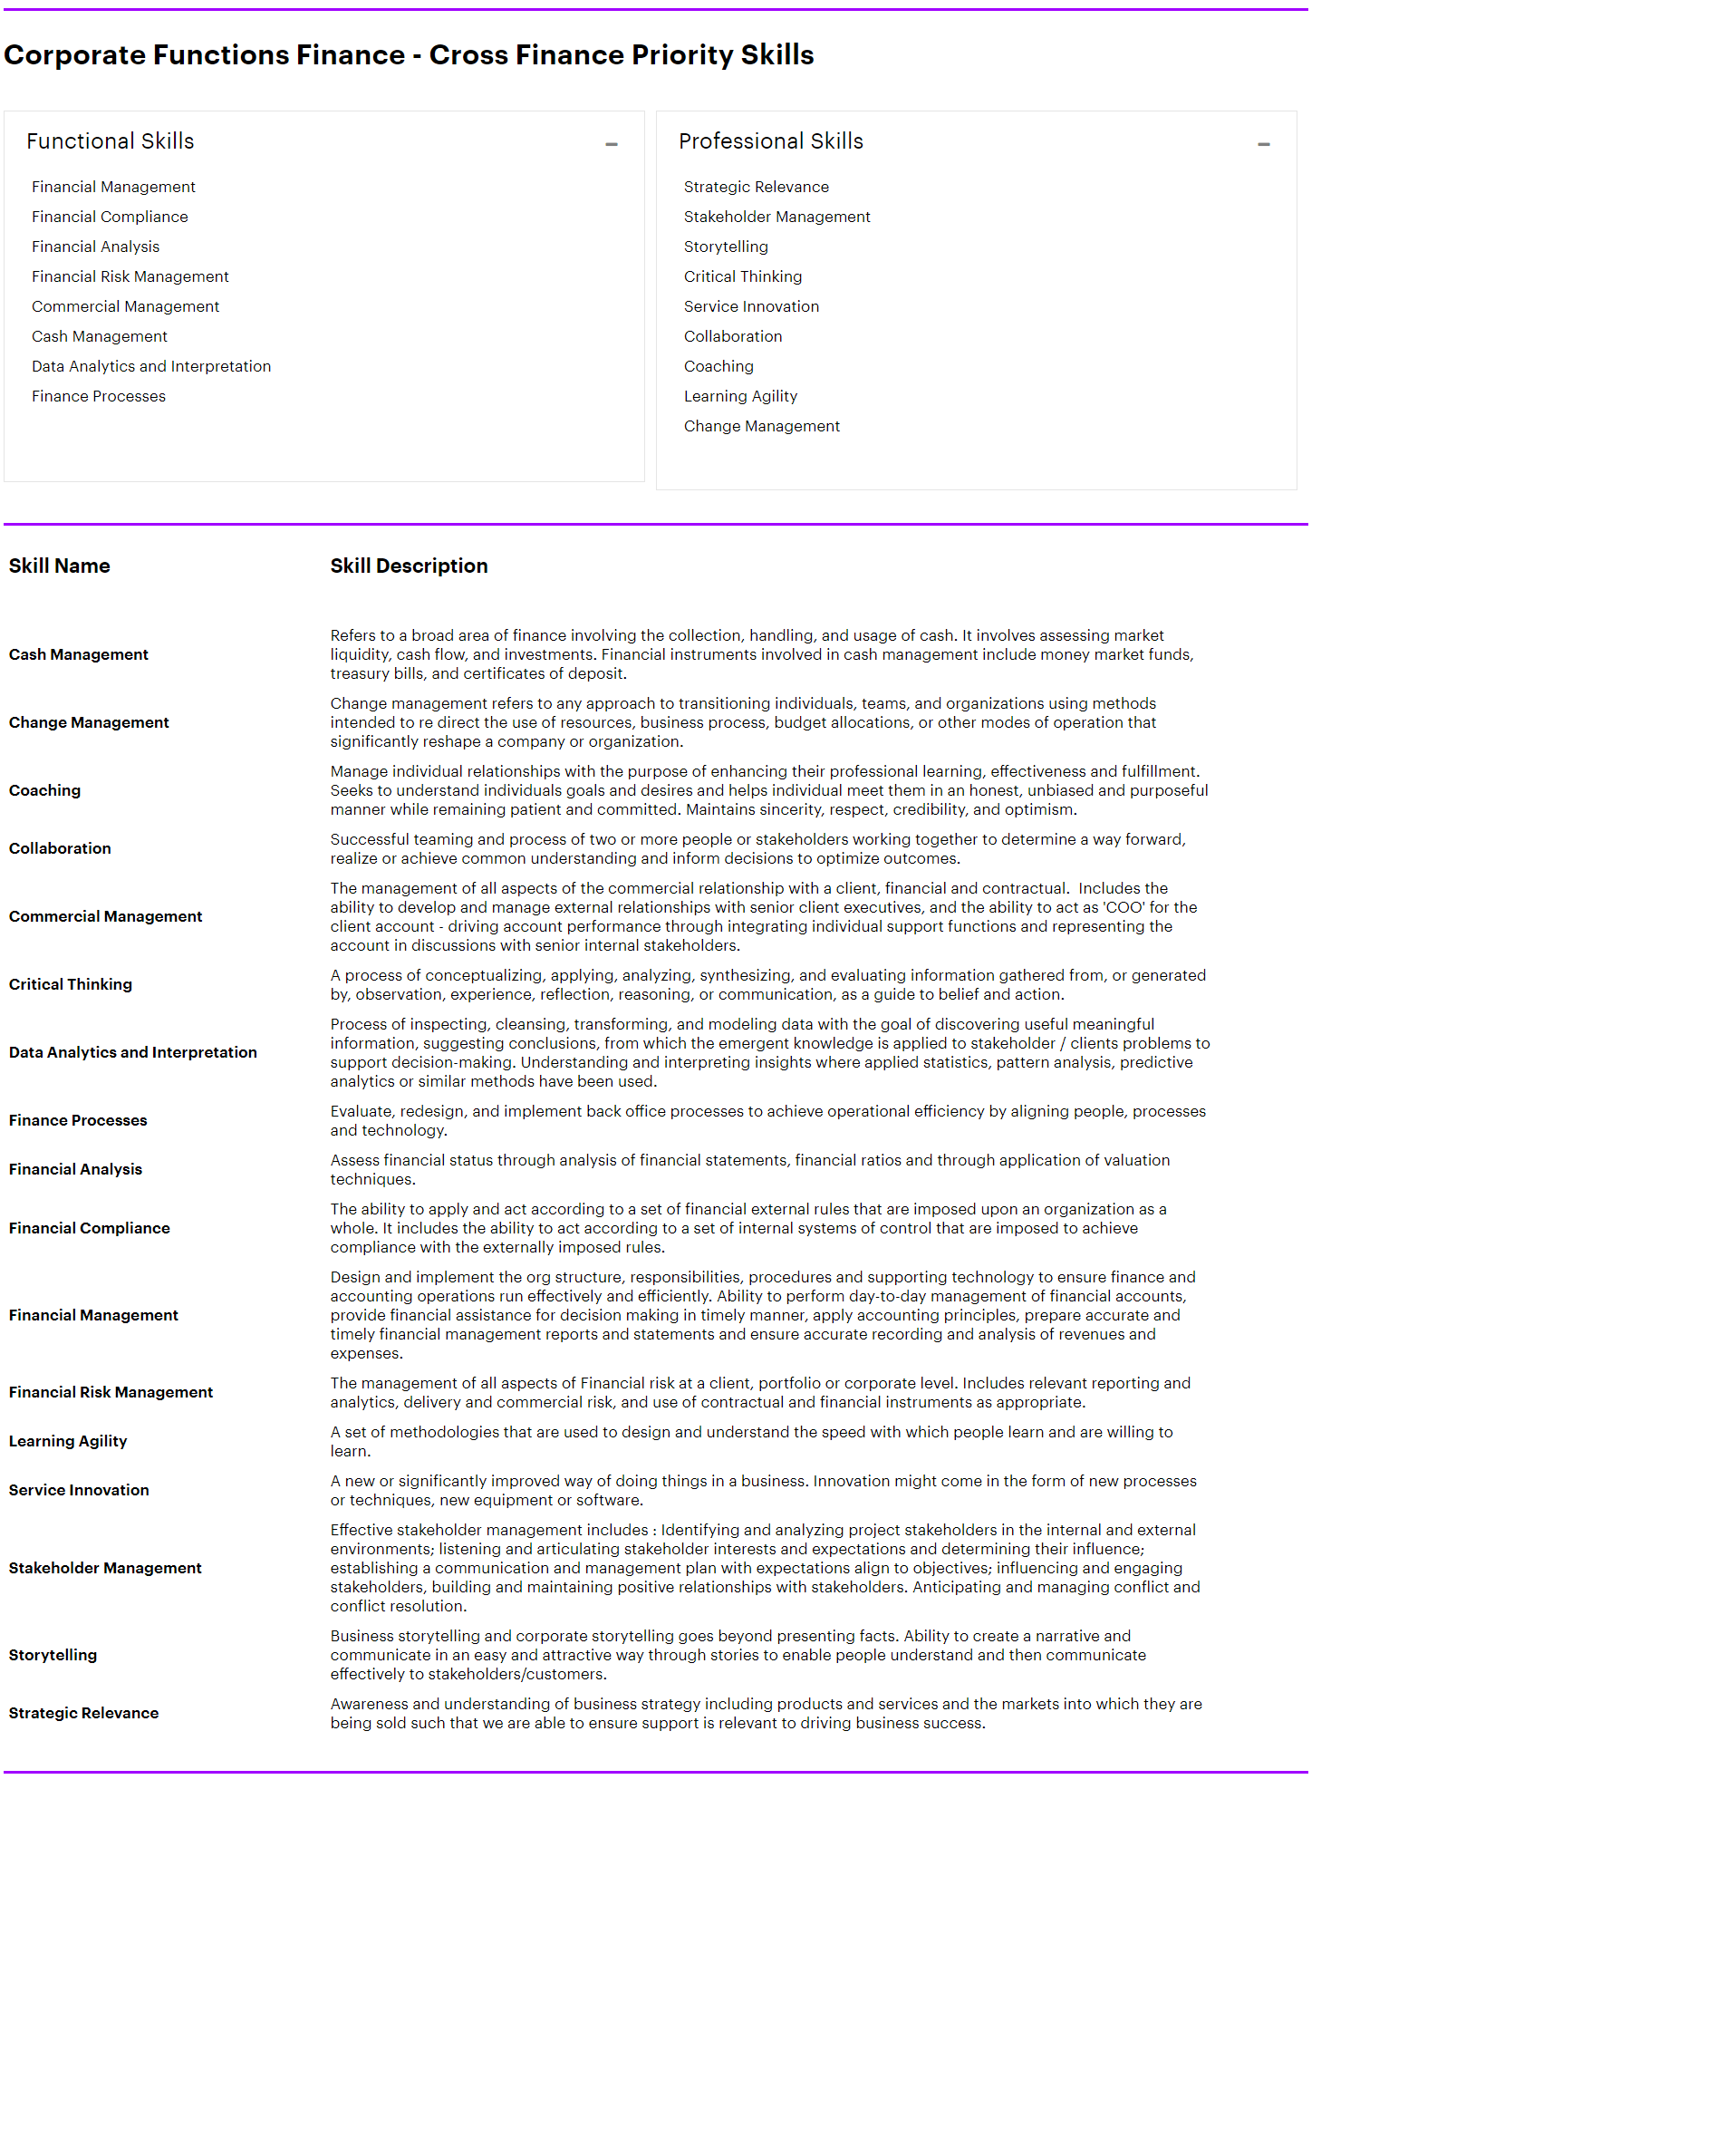 Corporate Functions Finance - Cross Finance Priority Skills
Functional Skills
Financial Management
Financial Compliance
Financial Analysis
Financial Risk Management
Commercial Management
Cash Management
Data Analytics and Interpretation
Finance Processes
Professional Skills
Strategic Relevance
Stakeholder Management
Storytelling
Critical Thinking
Service Innovation
Collaboration
Coaching
Learning Agility
Change Management
Skill Name
Skill Description
Cash Management
Refers to a broad area of finance involving the collection, handling, and usage of cash. It involves assessing market
liquidity, cash flow, and investments. Financial instruments involved in cash management include money market funds,
treasury bills, and certificates of deposit.
Change Management
Change management refers to any approach to transitioning individuals, teams, and organizations using methods
intended to re direct the use of resources, business process, budget allocations, or other modes of operation that
significantly reshape a company or organization.
Coaching
Manage individual relationships with the purpose of enhancing their professional learning, effectiveness and fulfillment.
Seeks to understand individuals goals and desires and helps individual meet them in an honest, unbiased and purposeful
manner while remaining patient and committed. Maintains sincerity, respect, credibility, and optimism.
Collaboration
Successful teaming and process of two or more people or stakeholders working together to determine a way forward,
realize or achieve common understanding and inform decisions to optimize outcomes.
Commercial Management
The management of all aspects of the commercial relationship with a client, financial and contractual.  Includes the
ability to develop and manage external relationships with senior client executives, and the ability to act as 'COO' for the
client account - driving account performance through integrating individual support functions and representing the
account in discussions with senior internal stakeholders.
Critical Thinking
A process of conceptualizing, applying, analyzing, synthesizing, and evaluating information gathered from, or generated
by, observation, experience, reflection, reasoning, or communication, as a guide to belief and action.
Data Analytics and Interpretation
Process of inspecting, cleansing, transforming, and modeling data with the goal of discovering useful meaningful
information, suggesting conclusions, from which the emergent knowledge is applied to stakeholder / clients problems to
support decision-making. Understanding and interpreting insights where applied statistics, pattern analysis, predictive
analytics or similar methods have been used.
Finance Processes
Evaluate, redesign, and implement back office processes to achieve operational efficiency by aligning people, processes
and technology.
Financial Analysis
Assess financial status through analysis of financial statements, financial ratios and through application of valuation
techniques.
Financial Compliance
The ability to apply and act according to a set of financial external rules that are imposed upon an organization as a
whole. It includes the ability to act according to a set of internal systems of control that are imposed to achieve
compliance with the externally imposed rules.
Financial Management
Design and implement the org structure, responsibilities, procedures and supporting technology to ensure finance and
accounting operations run effectively and efficiently. Ability to perform day-to-day management of financial accounts,
provide financial assistance for decision making in timely manner, apply accounting principles, prepare accurate and
timely financial management reports and statements and ensure accurate recording and analysis of revenues and
expenses.
Financial Risk Management
The management of all aspects of Financial risk at a client, portfolio or corporate level. Includes relevant reporting and
analytics, delivery and commercial risk, and use of contractual and financial instruments as appropriate.
Learning Agility
A set of methodologies that are used to design and understand the speed with which people learn and are willing to
learn.
Service Innovation
A new or significantly improved way of doing things in a business. Innovation might come in the form of new processes
or techniques, new equipment or software.
Stakeholder Management
Effective stakeholder management includes : Identifying and analyzing project stakeholders in the internal and external
environments; listening and articulating stakeholder interests and expectations and determining their influence;
establishing a communication and management plan with expectations align to objectives; influencing and engaging
stakeholders, building and maintaining positive relationships with stakeholders. Anticipating and managing conflict and
conflict resolution.
Storytelling
Business storytelling and corporate storytelling goes beyond presenting facts. Ability to create a narrative and
communicate in an easy and attractive way through stories to enable people understand and then communicate
effectively to stakeholders/customers.
Strategic Relevance
Awareness and understanding of business strategy including products and services and the markets into which they are
being sold such that we are able to ensure support is relevant to driving business success.